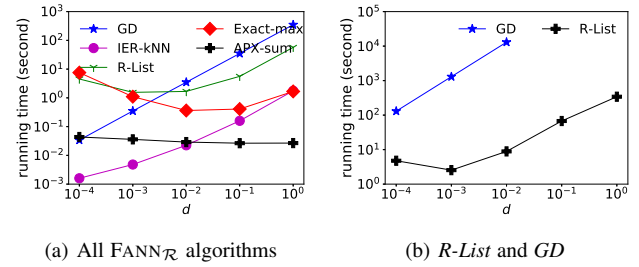 running time (second)
10^3
10^2
10^1
10^0
10^−1
10^−2
10^−3
GD
IER-kNN
R-List
Exact-max
APX-sum
10^−4 10^−3 10^−2 10^−1 10^0
d
(a) All FANN_R algorithms
running time (second)
10^5
10^4
10^3
10^2
10^1
10^0
GD R-List
10^−4 10^−3 10^−2 10^−1 10^0
d
(b) R-List and GD